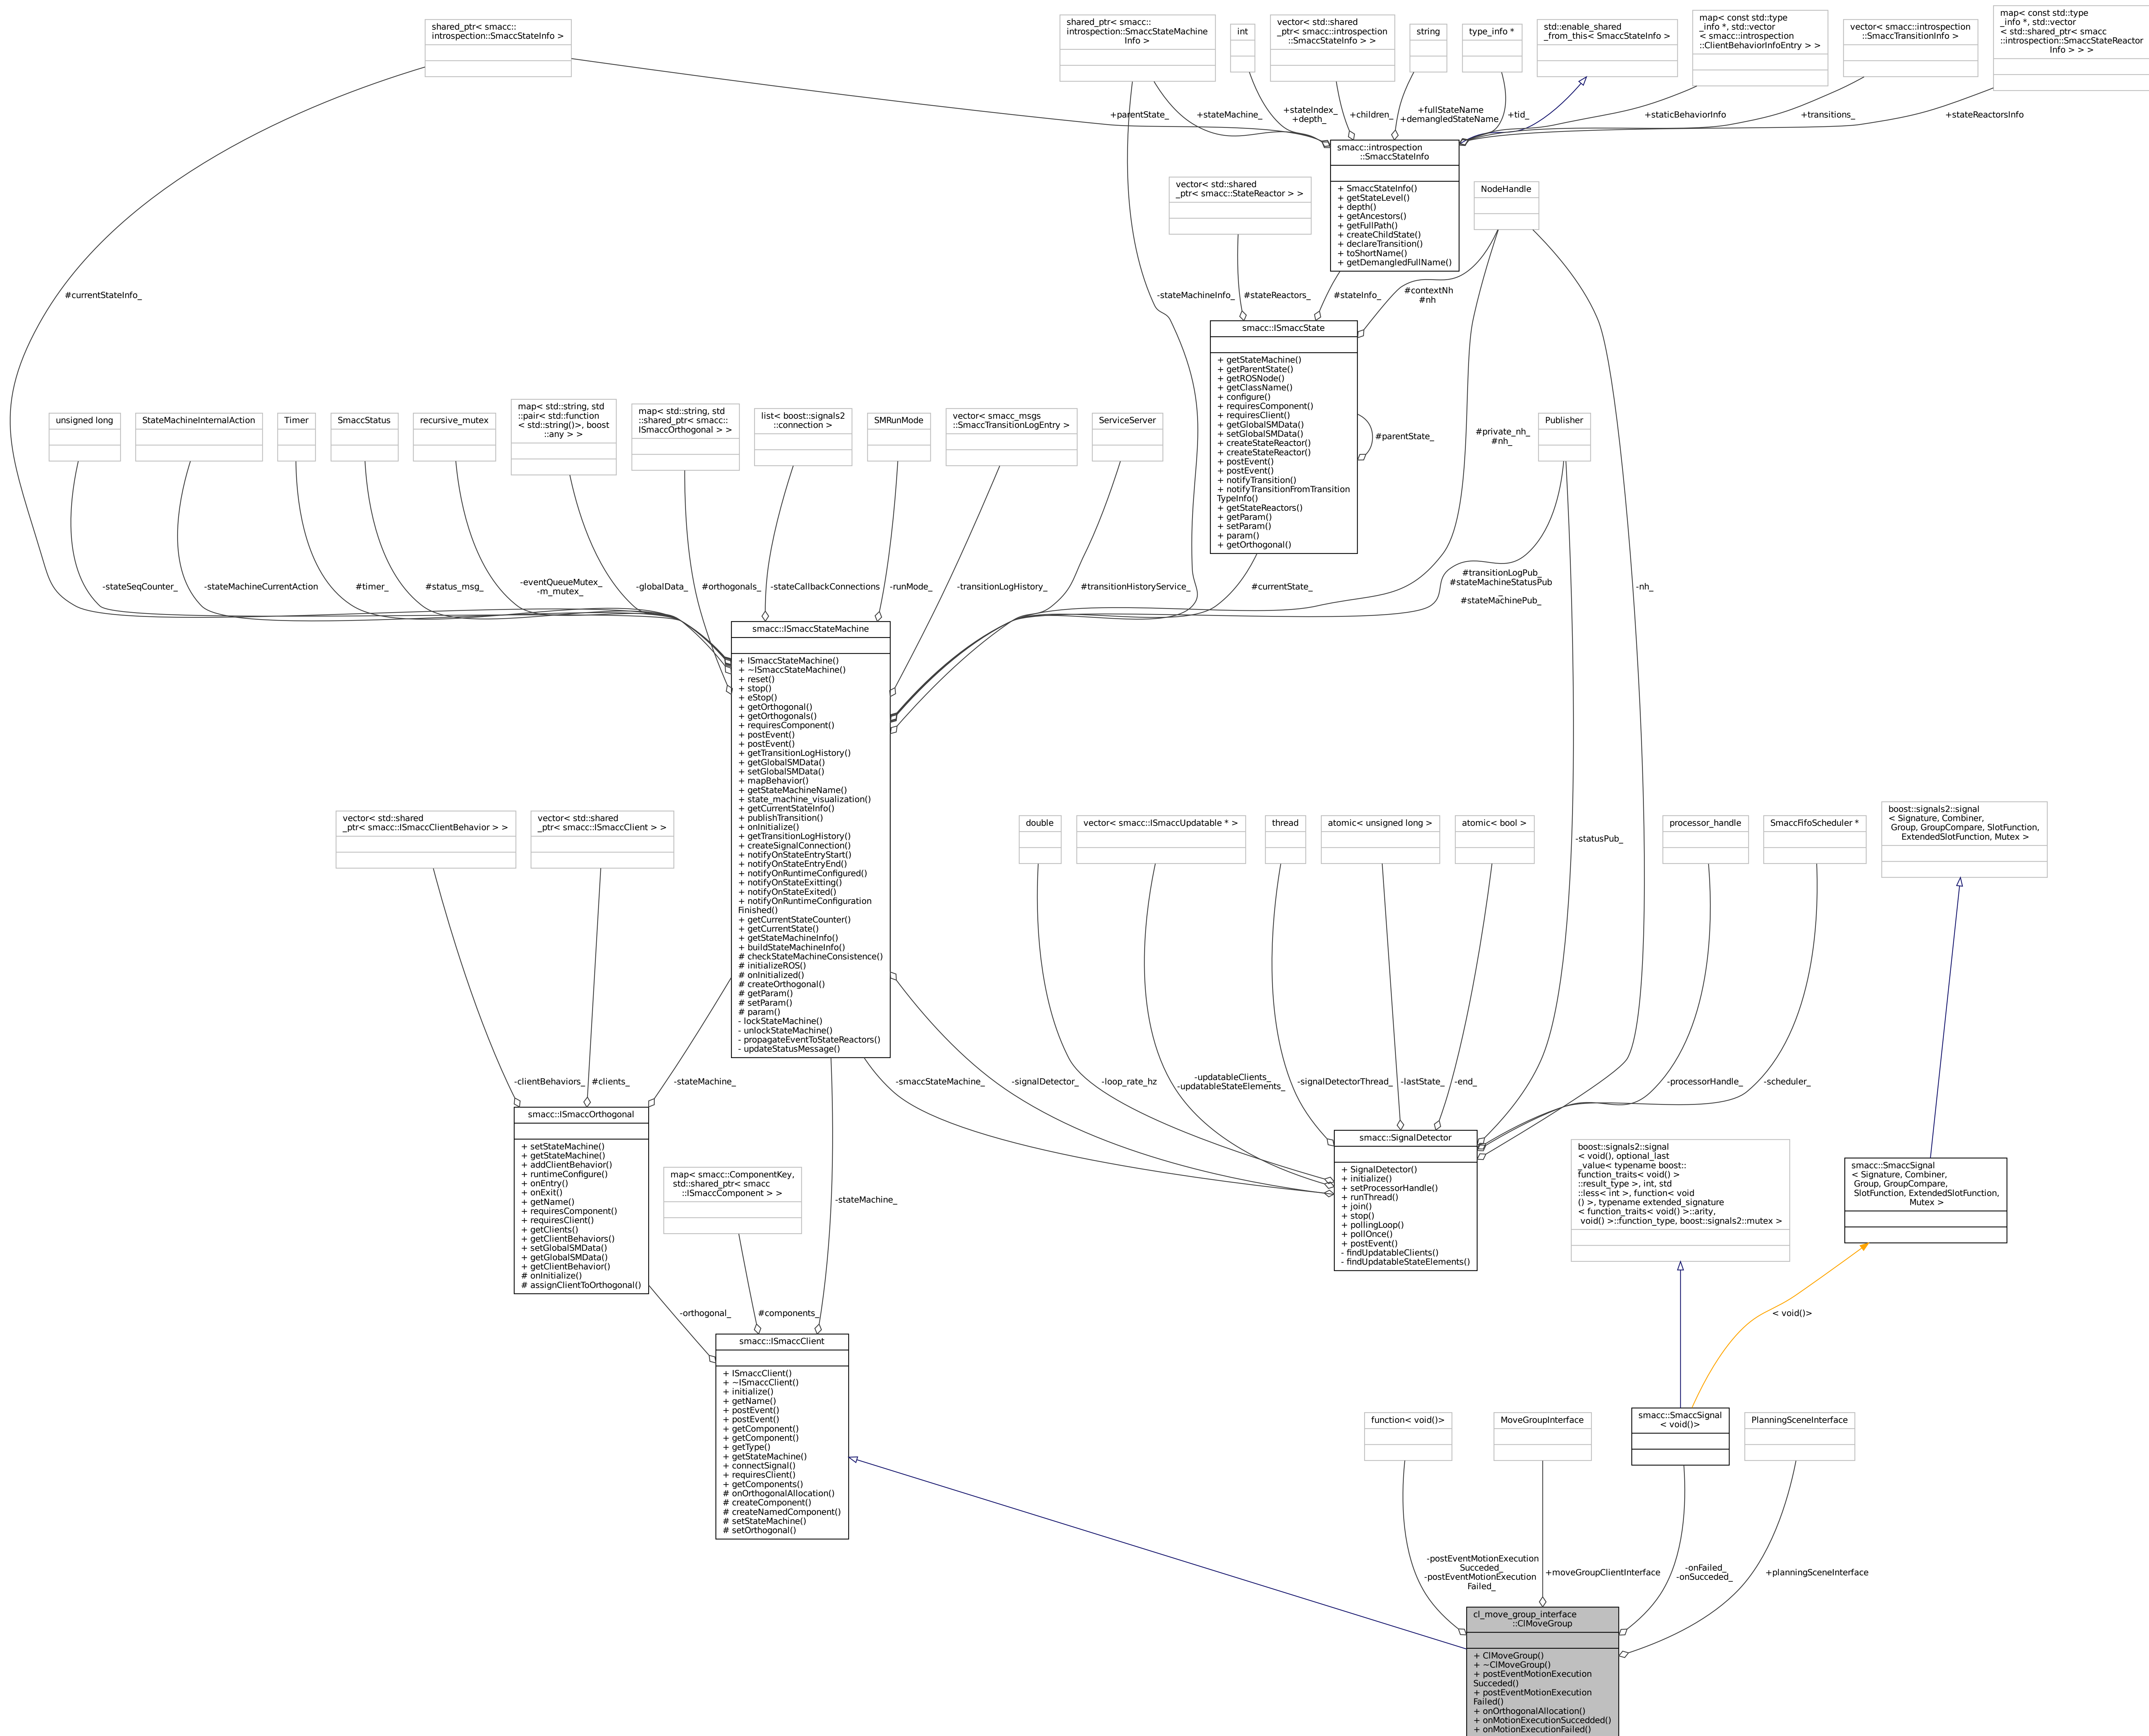 shared_ptr< smacc::
introspection::SmaccStateInfo >
shared_ptr< smacc::
introspection::SmaccStateMachine
Info >
int
vector< std::shared
_ptr< smacc::introspection
::SmaccStateInfo > >
string
type_info *
std::enable_shared
_from_this< SmaccStateInfo >
map< const std::type
_info *, std::vector
< smacc::introspection
::ClientBehaviorInfoEntry > >
vector< smacc::introspection
::SmaccTransitionInfo >
map< const std::type
_info *, std::vector
< std::shared_ptr< smacc
::introspection::SmaccStateReactor
Info > > >
+parentState_
+stateMachine_
+stateIndex_
+depth_
+children_
+fullStateName
+demangledStateName
+tid_
+staticBehaviorInfo
+transitions_
+stateReactorsInfo
smacc::introspection
::SmaccStateInfo
+ SmaccStateInfo()
+ getStateLevel()
+ depth()
+ getAncestors()
+ getFullPath()
+ createChildState()
+ declareTransition()
+ toShortName()
+ getDemangledFullName()
vector< std::shared
_ptr< smacc::StateReactor > >
NodeHandle
#currentStateInfo_
-stateMachineInfo_
#stateReactors_
#stateInfo_
#contextNh
#nh
smacc::ISmaccState
+ getStateMachine()
+ getParentState()
+ getROSNode()
+ getClassName()
+ configure()
+ requiresComponent()
+ requiresClient()
+ getGlobalSMData()
+ setGlobalSMData()
+ createStateReactor()
+ createStateReactor()
+ postEvent()
+ postEvent()
+ notifyTransition()
+ notifyTransitionFromTransition
TypeInfo()
+ getStateReactors()
+ getParam()
+ setParam()
+ param()
+ getOrthogonal()
#parentState_
#private_nh_
#nh_
Publisher
unsigned long
StateMachineInternalAction
Timer
SmaccStatus
recursive_mutex
map< std::string, std
::pair< std::function
< std::string()>, boost
::any > >
map< std::string, std
::shared_ptr< smacc::
ISmaccOrthogonal > >
list< boost::signals2
::connection >
SMRunMode
vector< smacc_msgs
::SmaccTransitionLogEntry >
ServiceServer
-stateSeqCounter_
-stateMachineCurrentAction
#timer_
#status_msg_
-eventQueueMutex_
-m_mutex_
-globalData_
#orthogonals_
-stateCallbackConnections
-runMode_
-transitionLogHistory_
#transitionHistoryService_
#currentState_
#transitionLogPub_
#stateMachineStatusPub
_
#stateMachinePub_
-nh_
smacc::ISmaccStateMachine
+ ISmaccStateMachine()
+ ~ISmaccStateMachine()
+ reset()
+ stop()
+ eStop()
+ getOrthogonal()
+ getOrthogonals()
+ requiresComponent()
+ postEvent()
+ postEvent()
+ getTransitionLogHistory()
+ getGlobalSMData()
+ setGlobalSMData()
+ mapBehavior()
+ getStateMachineName()
+ state_machine_visualization()
+ getCurrentStateInfo()
+ publishTransition()
+ onInitialize()
+ getTransitionLogHistory()
+ createSignalConnection()
+ notifyOnStateEntryStart()
+ notifyOnStateEntryEnd()
+ notifyOnRuntimeConfigured()
+ notifyOnStateExitting()
+ notifyOnStateExited()
+ notifyOnRuntimeConfiguration
Finished()
+ getCurrentStateCounter()
+ getCurrentState()
+ getStateMachineInfo()
+ buildStateMachineInfo()
# checkStateMachineConsistence()
# initializeROS()
# onInitialized()
# createOrthogonal()
# getParam()
# setParam()
# param()
- lockStateMachine()
- unlockStateMachine()
- propagateEventToStateReactors()
- updateStatusMessage()
vector< std::shared
_ptr< smacc::ISmaccClientBehavior > >
vector< std::shared
_ptr< smacc::ISmaccClient > >
double
vector< smacc::ISmaccUpdatable * >
thread
atomic< unsigned long >
atomic< bool >
-statusPub_
processor_handle
SmaccFifoScheduler *
boost::signals2::signal
< Signature, Combiner,
Group, GroupCompare, SlotFunction,
ExtendedSlotFunction, Mutex >
-clientBehaviors_
#clients_
-stateMachine_
-smaccStateMachine_
-signalDetector_
-loop_rate_hz
-updatableClients_
-updatableStateElements_
-signalDetectorThread_
-lastState_
-end_
-processorHandle_
-scheduler_
smacc::ISmaccOrthogonal
+ setStateMachine()
+ getStateMachine()
+ addClientBehavior()
+ runtimeConfigure()
+ onEntry()
+ onExit()
+ getName()
+ requiresComponent()
+ requiresClient()
+ getClients()
+ getClientBehaviors()
+ setGlobalSMData()
+ getGlobalSMData()
+ getClientBehavior()
# onInitialize()
# assignClientToOrthogonal()
map< smacc::ComponentKey,
std::shared_ptr< smacc
::ISmaccComponent > >
-stateMachine_
smacc::SignalDetector
+ SignalDetector()
+ initialize()
+ setProcessorHandle()
+ runThread()
+ join()
+ stop()
+ pollingLoop()
+ pollOnce()
+ postEvent()
- findUpdatableClients()
- findUpdatableStateElements()
boost::signals2::signal
< void(), optional_last
_value< typename boost::
function_traits< void() >
::result_type >, int, std
::less< int >, function< void
() >, typename extended_signature
< function_traits< void() >::arity,
void() >::function_type, boost::signals2::mutex >
smacc::SmaccSignal
< Signature, Combiner,
Group, GroupCompare,
SlotFunction, ExtendedSlotFunction,
Mutex >
-orthogonal_
#components_
< void()>
smacc::ISmaccClient
+ ISmaccClient()
+ ~ISmaccClient()
+ initialize()
+ getName()
+ postEvent()
+ postEvent()
+ getComponent()
+ getComponent()
+ getType()
+ getStateMachine()
+ connectSignal()
+ requiresClient()
+ getComponents()
# onOrthogonalAllocation()
# createComponent()
# createNamedComponent()
# setStateMachine()
# setOrthogonal()
function< void()>
MoveGroupInterface
smacc::SmaccSignal
< void()>
PlanningSceneInterface
-postEventMotionExecution
Succeded_
-postEventMotionExecution
Failed_
+moveGroupClientInterface
-onFailed_
-onSucceded_
+planningSceneInterface
cl_move_group_interface
::ClMoveGroup
+ ClMoveGroup()
+ ~ClMoveGroup()
+ postEventMotionExecution
Succeded()
+ postEventMotionExecution
Failed()
+ onOrthogonalAllocation()
+ onMotionExecutionSuccedded()
+ onMotionExecutionFailed()